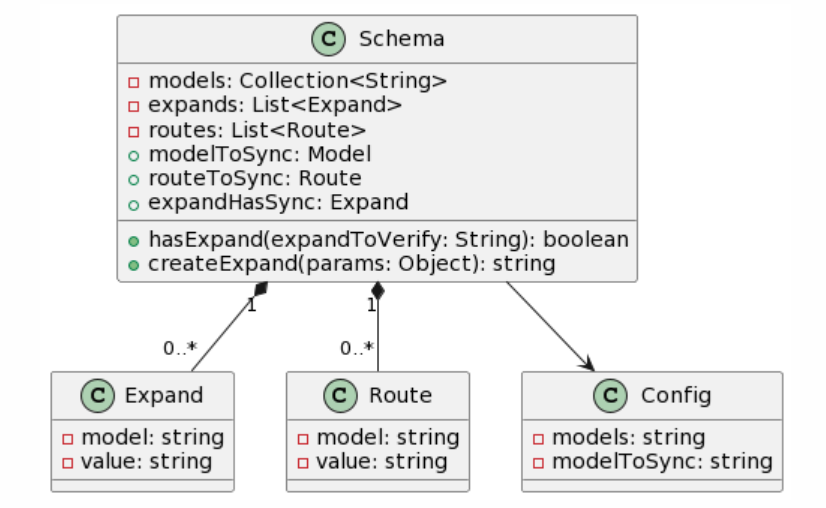 C Schema
models: Collection<String>
expands: List<Expand>
routes: List<Route>
modelToSync: Model
routeToSync: Route
expandHasSync: Expand
hasExpand(expandToVerify: String): boolean
createExpand(params: Object): string
1
1
0..*
0..*
C Expand
model: string
value: string
C Route
model: string
value: string
C Config
models: string
modelToSync: string